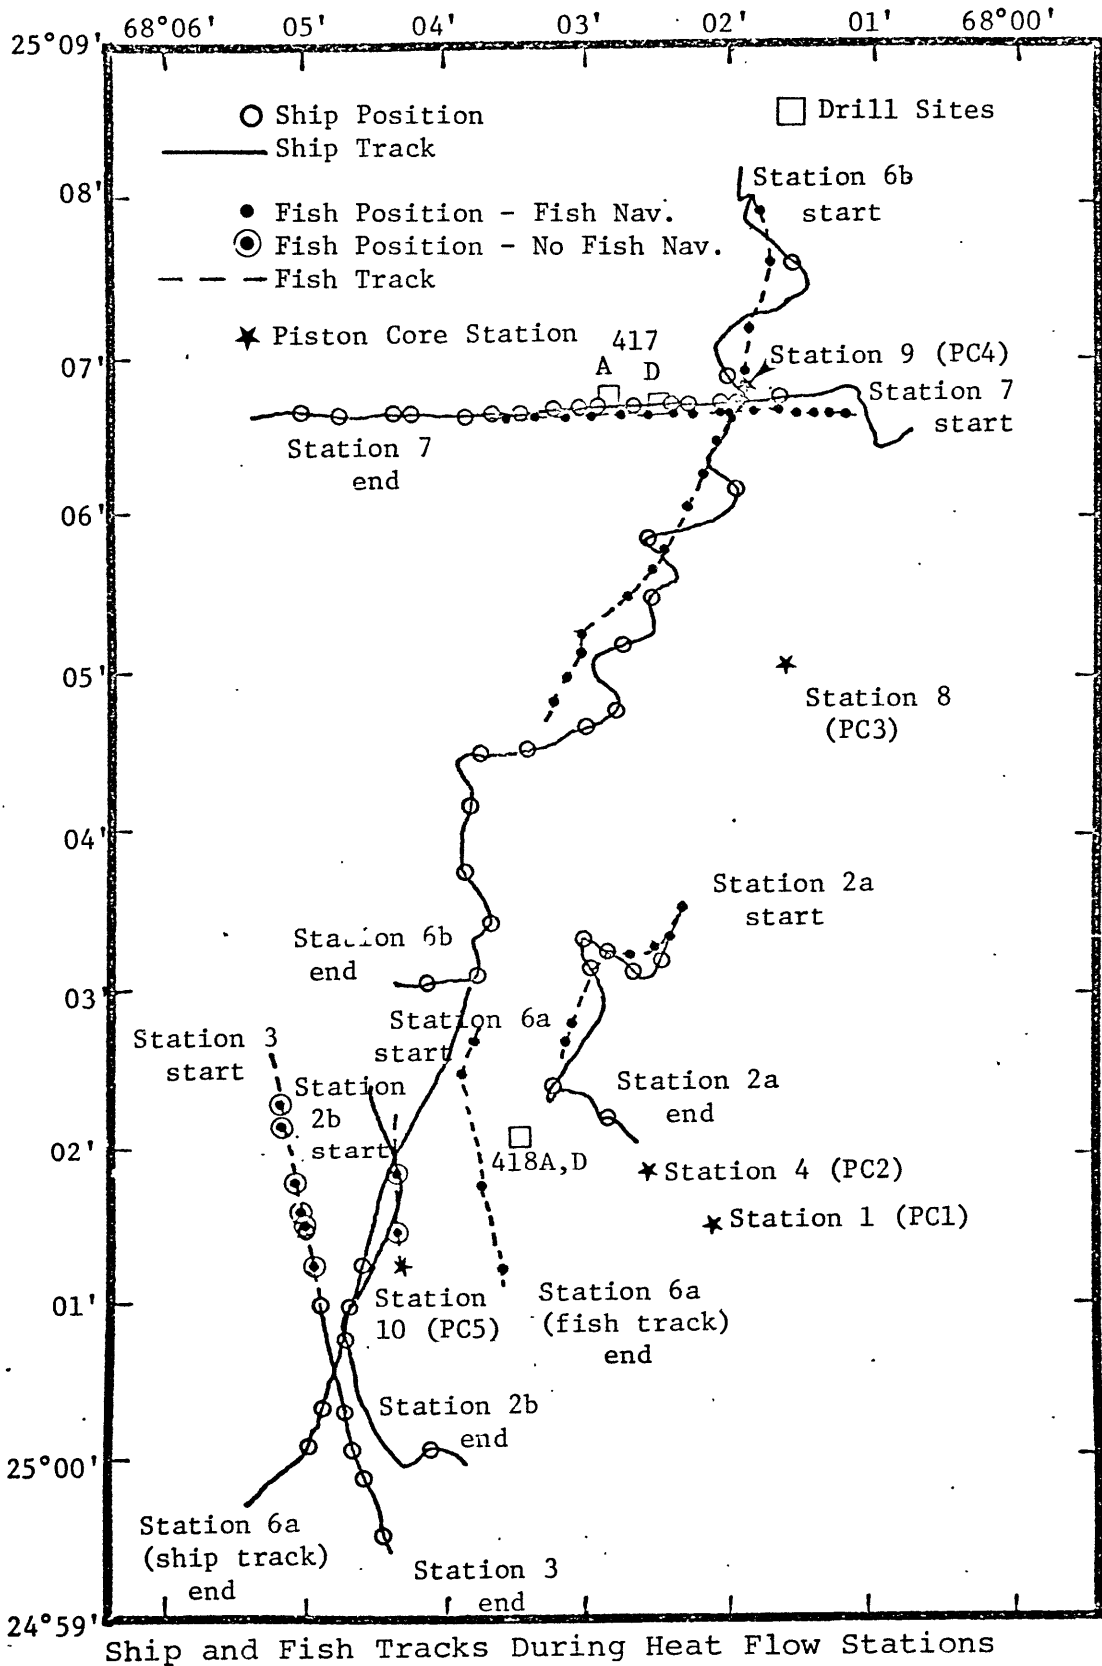 68°06' 05' 04' 03' 02' 01' 68°00'
25°09'
Ship Position
Ship Track
Drill Sites
08'
Station 6b
start
Fish Position - Fish Nav.
Fish Position - No Fish Nav.
Fish Track
Piston Core Station
417
A D
07'
Station 9 (PC4)
Station 7
start
Station 7
end
06'
05'
Station 8
(PC3)
04'
Station 2a
start
Station 6b
end
03'
Station 3
start
Station 6a
start
Station
2b
start
Station 2a
end
02'
418A,D
Station 4 (PC2)
Station 1 (PC1)
01'
Station
10 (PC5)
Station 6a
(fish track)
end
Station 2b
end
25°00'
Station 6a
(ship track)
end
Station 3
end
24°59'
Ship and Fish Tracks During Heat Flow Stations